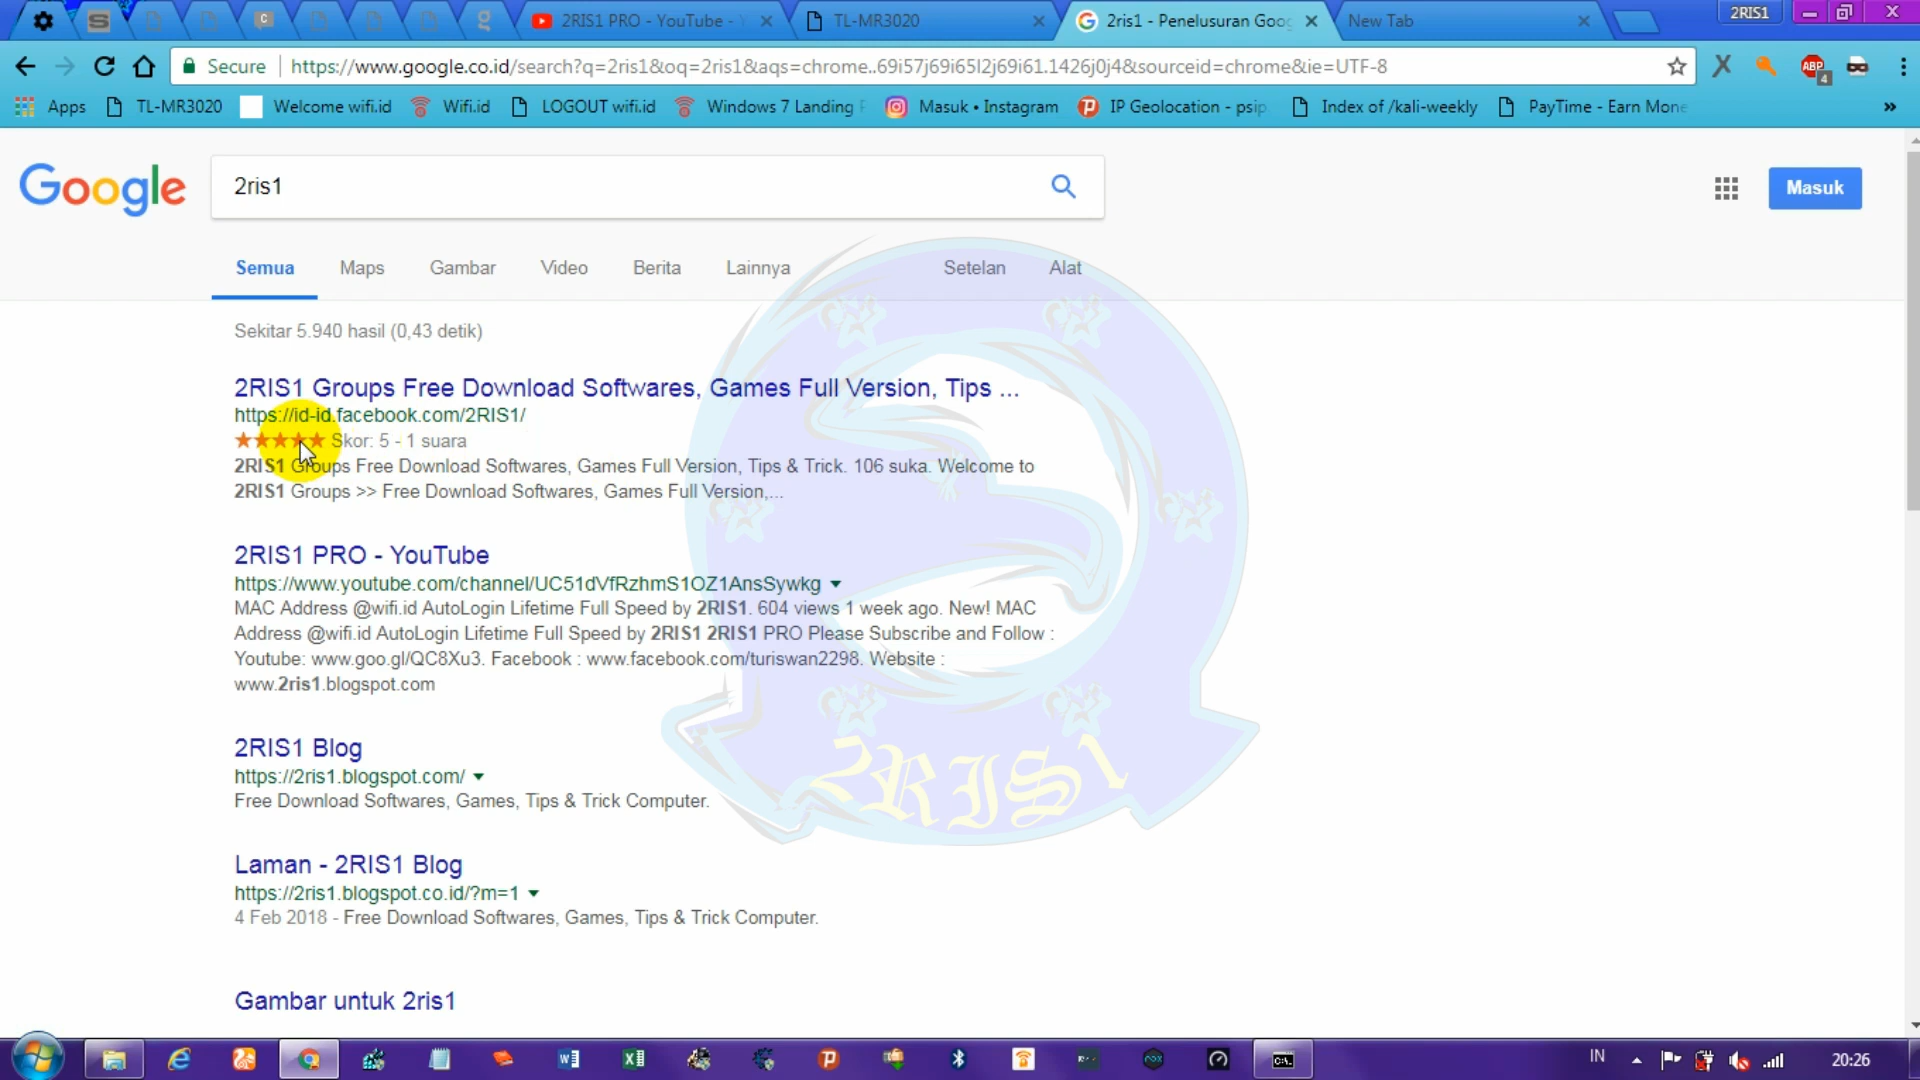 2RIS1 PRO - YouTube -
TL-MR3020
2ris1 - Penelusuran Goo
New Tab
2RIS1
Secure
https://www.google.co.id/search?q=2ris1&oq=2ris1&aqs=chrome..69i57j69i65l2j69i61.1426j0j4&sourceid=chrome&ie=UTF-8
ABP
4
Apps
TL-MR3020
Welcome wifi.id
Wifi.id
LOGOUT wifi.id
Windows 7 Landing
Masuk • Instagram
IP Geolocation - psip
Index of /kali-weekly
PayTime - Earn Mone
»
Google
2ris1
Masuk
Semua
Maps
Gambar
Video
Berita
Lainnya
Setelan
Alat
Sekitar 5.940 hasil (0,43 detik)
2RIS1 Groups Free Download Softwares, Games Full Version, Tips ...
https://id-id.facebook.com/2RIS1/
★★★★★ Skor: 5 - 1 suara
2RIS1 Groups Free Download Softwares, Games Full Version, Tips & Trick. 106 suka. Welcome to
2RIS1 Groups >> Free Download Softwares, Games Full Version,...
2RIS1 PRO - YouTube
https://www.youtube.com/channel/UC51dVfRzhmS1OZ1AnsSywkg
MAC Address @wifi.id AutoLogin Lifetime Full Speed by 2RIS1. 604 views 1 week ago. New! MAC
Address @wifi.id AutoLogin Lifetime Full Speed by 2RIS1 2RIS1 PRO Please Subscribe and Follow :
Youtube: www.goo.gl/QC8Xu3. Facebook : www.facebook.com/turiswan2298. Website :
www.2ris1.blogspot.com
2RIS1 Blog
https://2ris1.blogspot.com/
Free Download Softwares, Games, Tips & Trick Computer.
2RIS1
Laman - 2RIS1 Blog
https://2ris1.blogspot.co.id/?m=1
4 Feb 2018 - Free Download Softwares, Games, Tips & Trick Computer.
Gambar untuk 2ris1
IN
20:26